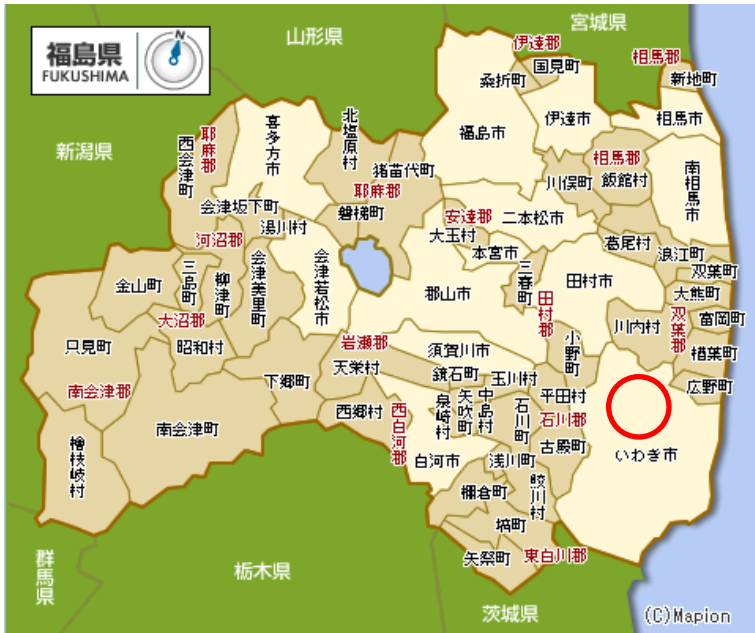 福島県
FUKUSHIMA
N
山形県
宮城県
新潟県
群馬県
栃木県
茨城県
伊達郡
国見町
桑折町
相馬郡
新地町
福島市
伊達市
相馬市
相馬郡
飯舘村
川俣町
南相馬市
喜多方市
北塩原村
耶麻郡
西会津町
猪苗代町
耶麻郡
磐梯町
会津坂下町
湯川村
河沼郡
安達郡
大玉村
二本松市
本宮市
葛尾村
浪江町
双葉町
大熊町
富岡町
双葉郡
楢葉町
広野町
川内村
金山町
三島町
柳津町
会津美里町
会津若松市
郡山市
三春町
田村市
田村郡
小野町
大沼郡
昭和村
只見町
南会津郡
南会津町
檜枝岐村
下郷町
岩瀬郡
天栄村
須賀川市
鏡石町
玉川村
平田村
石川郡
石川町
古殿町
西郷村
西白河郡
泉崎村
矢吹町
中島村
白河市
浅川町
鮫川村
棚倉町
塙町
矢祭町
東白川郡
いわき市
(C)Mapion